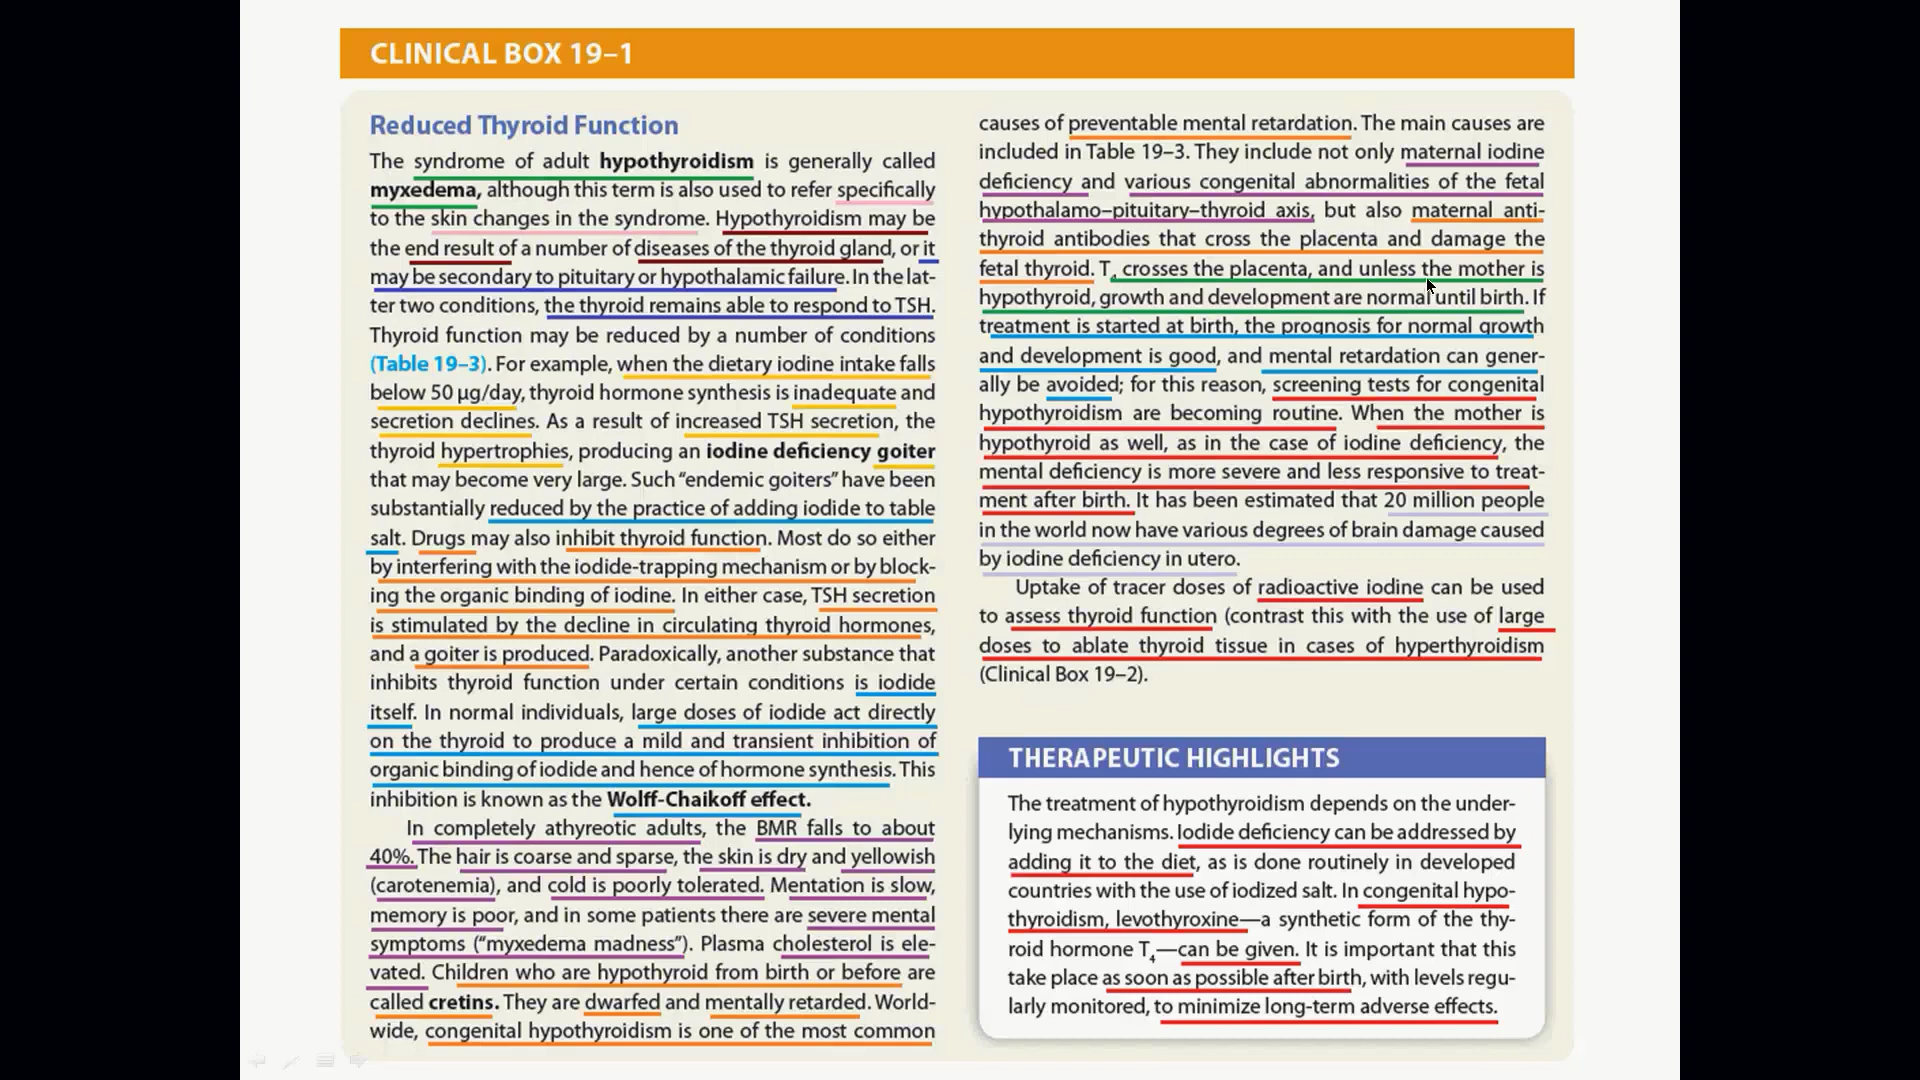 CLINICAL BOX 19–1
Reduced Thyroid Function
The syndrome of adult hypothyroidism is generally called
myxedema, although this term is also used to refer specifically
to the skin changes in the syndrome. Hypothyroidism may be
the end result of a number of diseases of the thyroid gland, or it
may be secondary to pituitary or hypothalamic failure. In the lat-
ter two conditions, the thyroid remains able to respond to TSH.
Thyroid function may be reduced by a number of conditions
(Table 19–3). For example, when the dietary iodine intake falls
below 50 μg/day, thyroid hormone synthesis is inadequate and
secretion declines. As a result of increased TSH secretion, the
thyroid hypertrophies, producing an iodine deficiency goiter
that may become very large. Such “endemic goiters” have been
substantially reduced by the practice of adding iodide to table
salt. Drugs may also inhibit thyroid function. Most do so either
by interfering with the iodide-trapping mechanism or by block-
ing the organic binding of iodine. In either case, TSH secretion
is stimulated by the decline in circulating thyroid hormones,
and a goiter is produced. Paradoxically, another substance that
inhibits thyroid function under certain conditions is iodide
itself. In normal individuals, large doses of iodide act directly
on the thyroid to produce a mild and transient inhibition of
organic binding of iodide and hence of hormone synthesis. This
inhibition is known as the Wolff-Chaikoff effect.
In completely athyreotic adults, the BMR falls to about
40%. The hair is coarse and sparse, the skin is dry and yellowish
(carotenemia), and cold is poorly tolerated. Mentation is slow,
memory is poor, and in some patients there are severe mental
symptoms (“myxedema madness”). Plasma cholesterol is ele-
vated. Children who are hypothyroid from birth or before are
called cretins. They are dwarfed and mentally retarded. World-
wide, congenital hypothyroidism is one of the most common
causes of preventable mental retardation. The main causes are
included in Table 19–3. They include not only maternal iodine
deficiency and various congenital abnormalities of the fetal
hypothalamo–pituitary–thyroid axis, but also maternal anti-
thyroid antibodies that cross the placenta and damage the
fetal thyroid. T4 crosses the placenta, and unless the mother is
hypothyroid, growth and development are normal until birth. If
treatment is started at birth, the prognosis for normal growth
and development is good, and mental retardation can gener-
ally be avoided; for this reason, screening tests for congenital
hypothyroidism are becoming routine. When the mother is
hypothyroid as well, as in the case of iodine deficiency, the
mental deficiency is more severe and less responsive to treat-
ment after birth. It has been estimated that 20 million people
in the world now have various degrees of brain damage caused
by iodine deficiency in utero.
Uptake of tracer doses of radioactive iodine can be used
to assess thyroid function (contrast this with the use of large
doses to ablate thyroid tissue in cases of hyperthyroidism
(Clinical Box 19–2).
THERAPEUTIC HIGHLIGHTS
The treatment of hypothyroidism depends on the under-
lying mechanisms. Iodide deficiency can be addressed by
adding it to the diet, as is done routinely in developed
countries with the use of iodized salt. In congenital hypo-
thyroidism, levothyroxine—a synthetic form of the thy-
roid hormone T4—can be given. It is important that this
take place as soon as possible after birth, with levels regu-
larly monitored, to minimize long-term adverse effects.